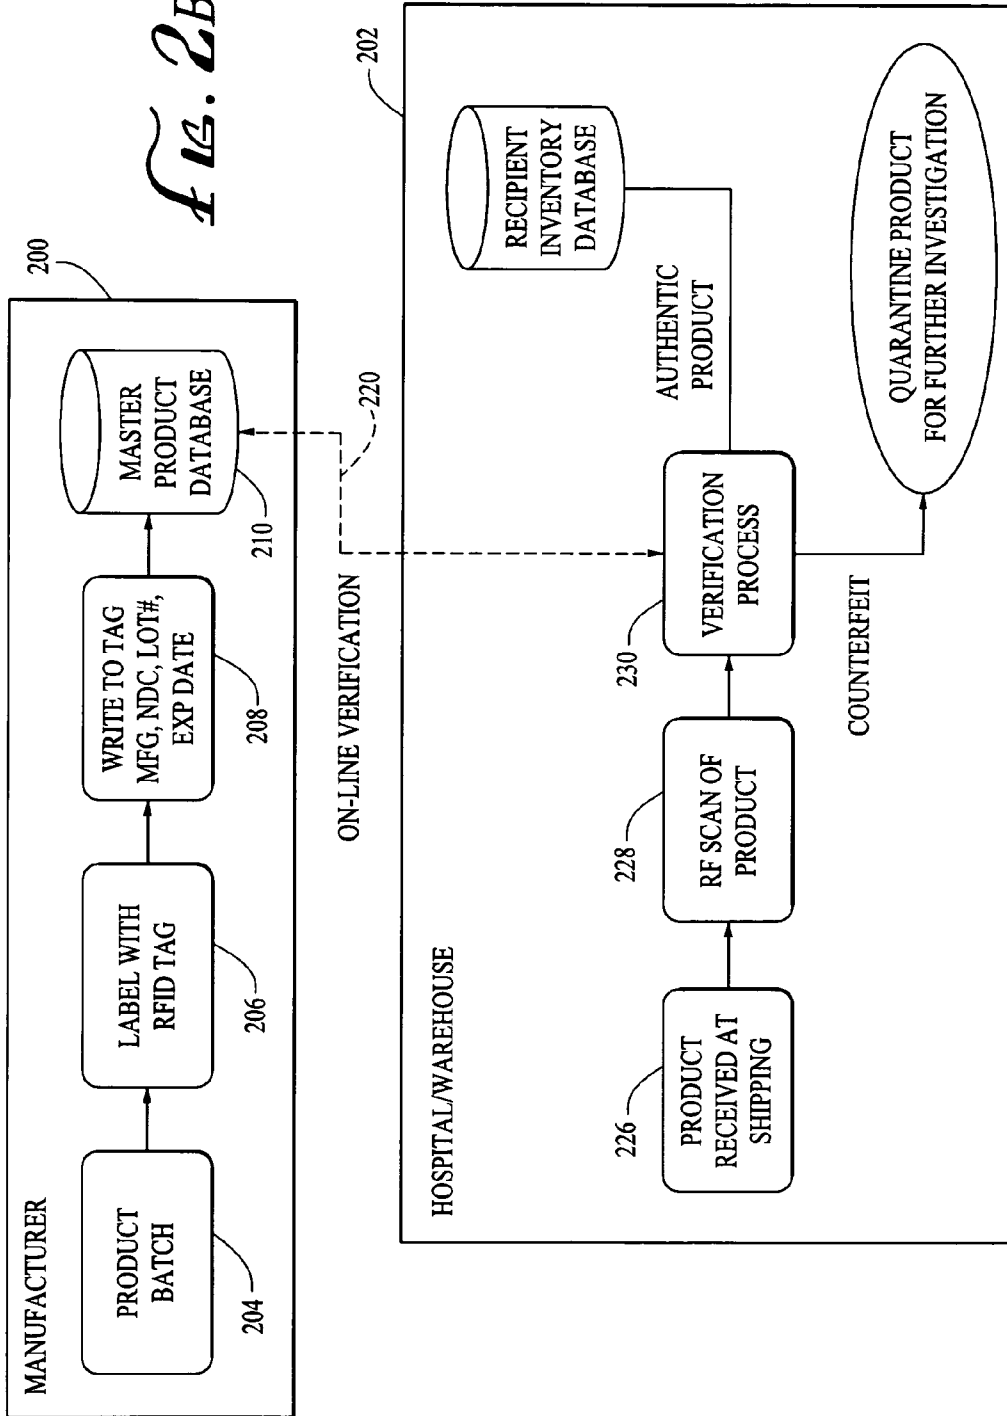 Fig. 2B
200
MANUFACTURER
PRODUCT
BATCH
204
LABEL WITH
RFID TAG
206
WRITE TO TAG
MFG, NDC, LOT#,
EXP DATE
208
MASTER
PRODUCT
DATABASE
210
ON-LINE VERIFICATION
220
202
HOSPITAL/WAREHOUSE
226
PRODUCT
RECEIVED AT
SHIPPING
228
RF SCAN OF
PRODUCT
230
VERIFICATION
PROCESS
AUTHENTIC
PRODUCT
RECIPIENT
INVENTORY
DATABASE
COUNTERFEIT
QUARANTINE PRODUCT
FOR FURTHER INVESTIGATION